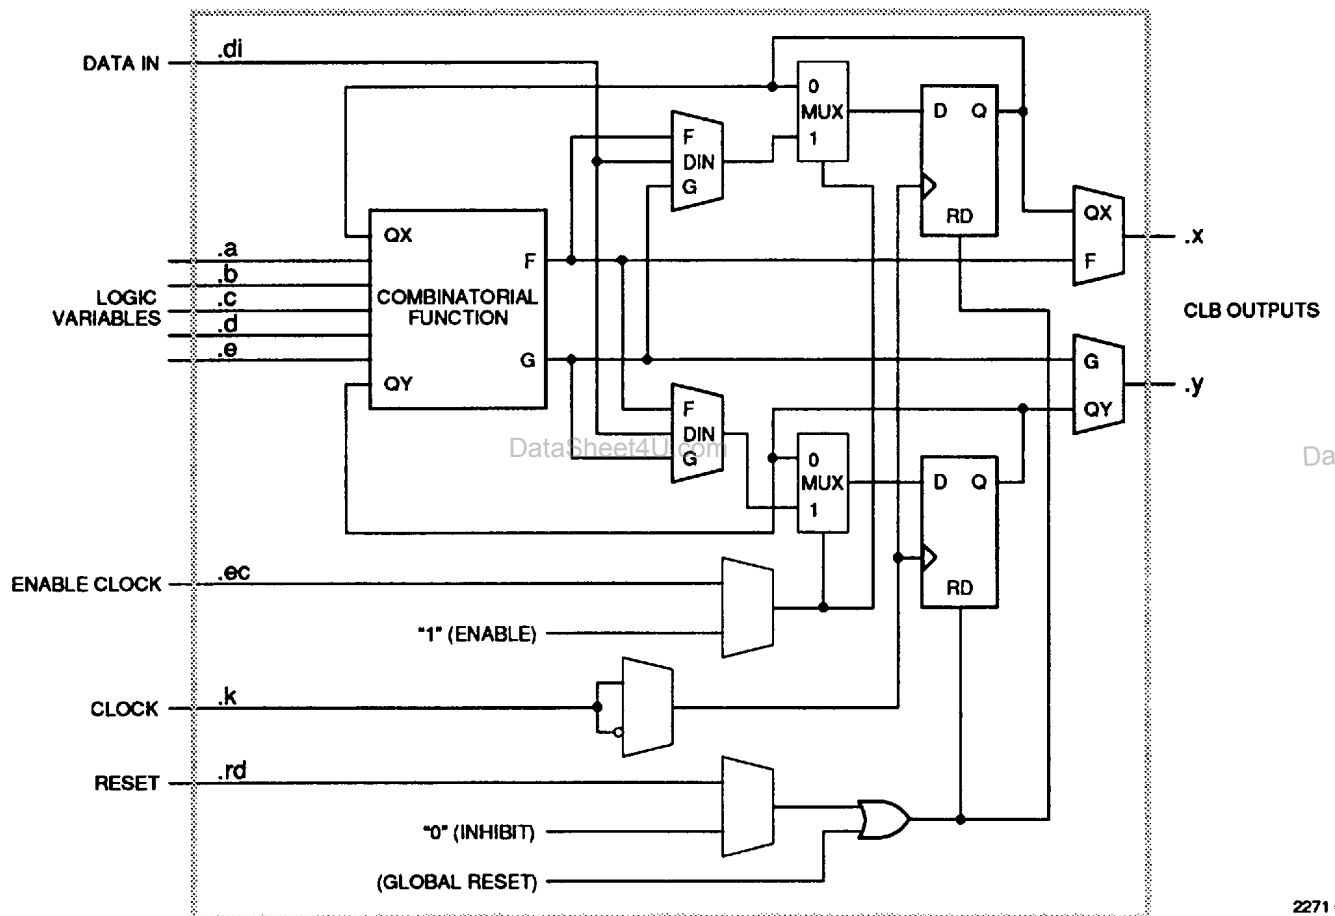 DATA IN
.di
0
MUX
1
D Q
RD
F
DIN
G
QX
F
.x
QX
.a
.b
.c
.d
.e
LOGIC
VARIABLES
COMBINATORIAL
FUNCTION
F
G
QY
CLB OUTPUTS
G
QY
.y
F
DIN
G
DataSheet4U.com
Da
0
MUX
1
D Q
RD
ENABLE CLOCK
.ec
"1" (ENABLE)
CLOCK
.k
RESET
.rd
"0" (INHIBIT)
(GLOBAL RESET)
2271